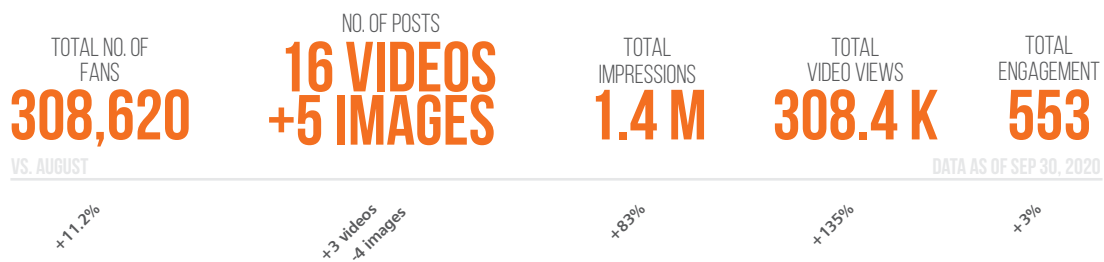 TOTAL NO. OF
FANS
308,620
NO. OF POSTS
16 VIDEOS
+5 IMAGES
TOTAL
IMPRESSIONS
1.4 M
TOTAL
VIDEO VIEWS
308.4 K
TOTAL
ENGAGEMENT
553
VS. AUGUST
DATA AS OF SEP 30, 2020
+11.2%
+3 videos
-4 images
+83%
+135%
+3%